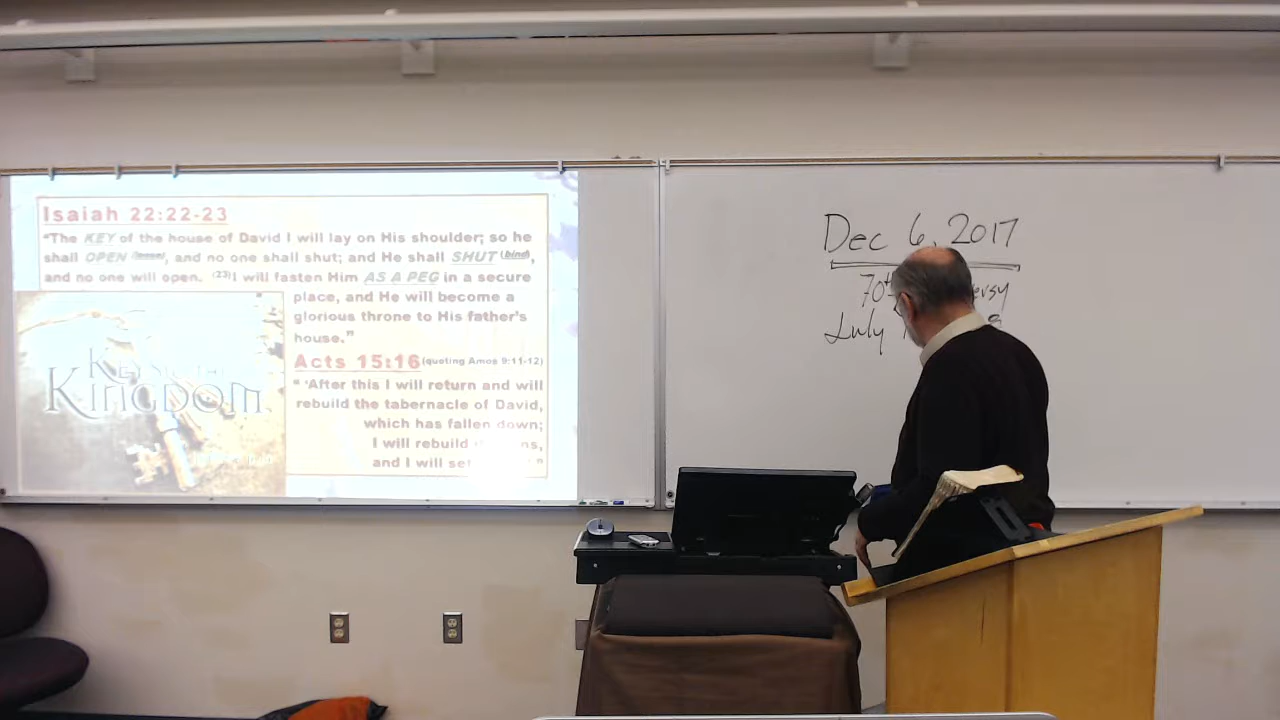 Isaiah 22:22-23
"The KEY of the house of David I will lay on His shoulder; so he
shall OPEN (loose), and no one shall shut; and He shall SHUT (bind),
and no one will open. (23)I will fasten Him AS A PEG in a secure
place, and He will become a
glorious throne to His father's
house."
Acts 15:16 (quoting Amos 9:11-12)
" 'After this I will return and will
rebuild the tabernacle of David,
which has fallen down;
I will rebuild
and I will set
Kingdom
Dec 6, 2017
70th
July